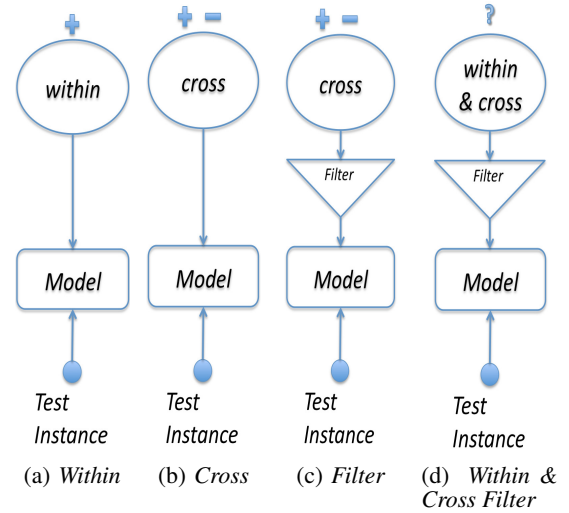 +
+ −
+ −
?
within
cross
cross
within
& cross
Filter
Filter
Model
Model
Model
Model
Test
Instance
Test
Instance
Test
Instance
Test
Instance
(a) Within
(b) Cross
(c) Filter
(d) Within &
Cross Filter